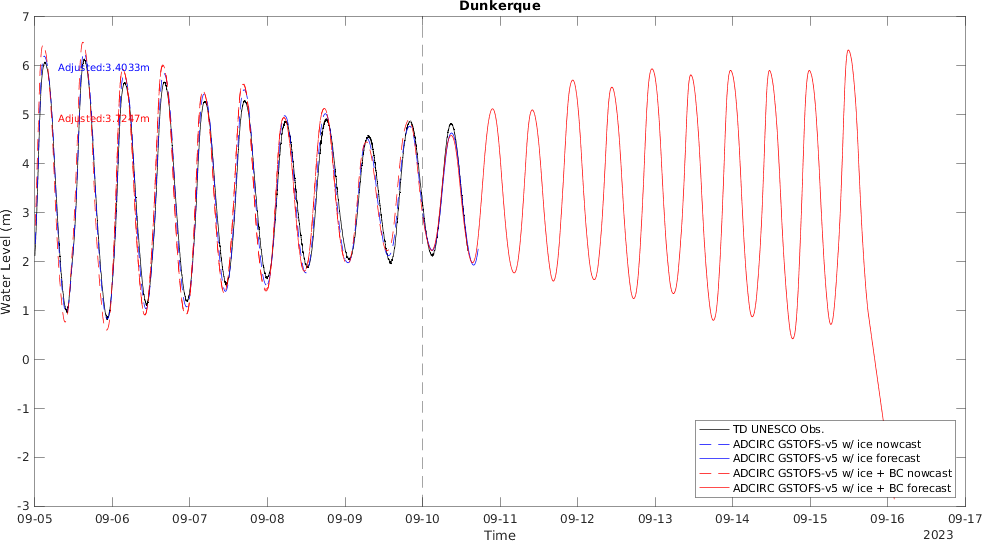 Dunkerque
7
6
5
4
3
2
1
0
-1
-2
-3
Water Level (m)
Adjusted:3.4033m
Adjusted:3.7247m
TD UNESCO Obs.
ADCIRC GSTOFS-v5 w/ ice nowcast
ADCIRC GSTOFS-v5 w/ ice forecast
ADCIRC GSTOFS-v5 w/ ice + BC nowcast
ADCIRC GSTOFS-v5 w/ ice + BC forecast
09-05 09-06 09-07 09-08 09-09 09-10 09-11 09-12 09-13 09-14 09-15 09-16 09-17
Time
2023